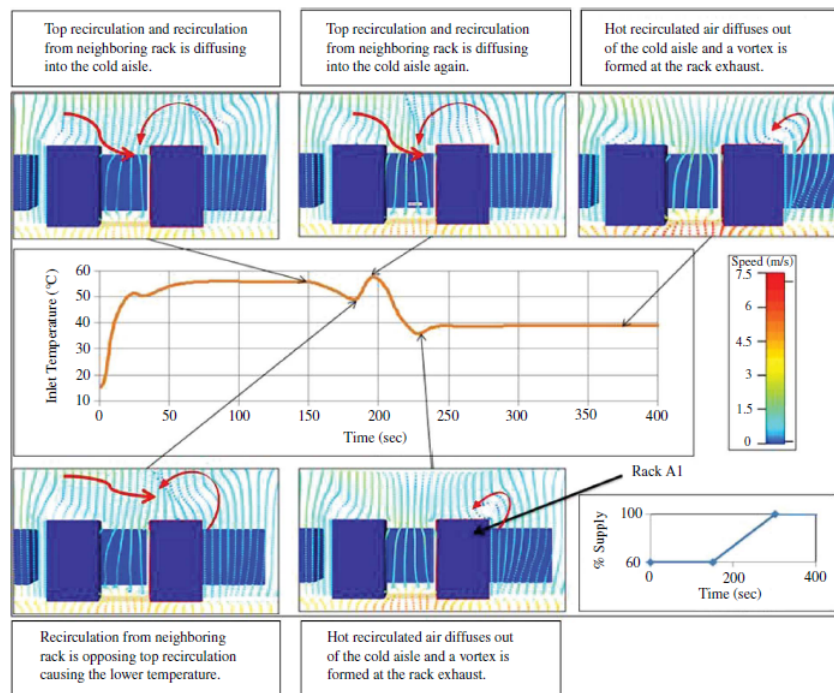 Top recirculation and recirculation
from neighboring rack is diffusing
into the cold aisle.
Top recirculation and recirculation
from neighboring rack is diffusing
into the cold aisle again.
Hot recirculated air diffuses out
of the cold aisle and a vortex is
formed at the rack exhaust.
Inlet Temperature (°C)
60
50
40
30
20
10
0
50
100
150
200
250
300
350
400
Time (sec)
Speed (m/s)
7.5
6
4.5
3
1.5
0
Rack A1
% Supply
100
60
0
200
400
Time (sec)
Recirculation from neighboring
rack is opposing top recirculation
causing the lower temperature.
Hot recirculated air diffuses out
of the cold aisle and a vortex is
formed at the rack exhaust.